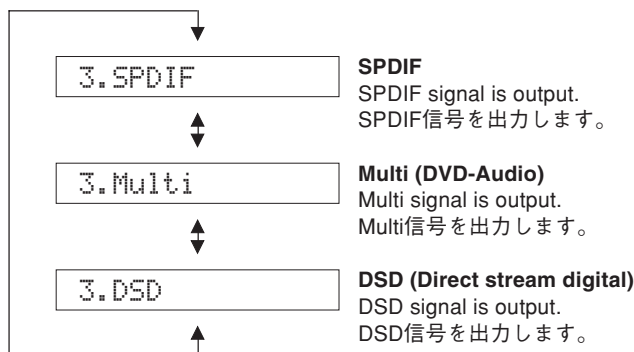 3.SPDIF
SPDIF
SPDIF signal is output.
SPDIF信号を出力します。
3.Multi
Multi (DVD-Audio)
Multi signal is output.
Multi信号を出力します。
3.DSD
DSD (Direct stream digital)
DSD signal is output.
DSD信号を出力します。